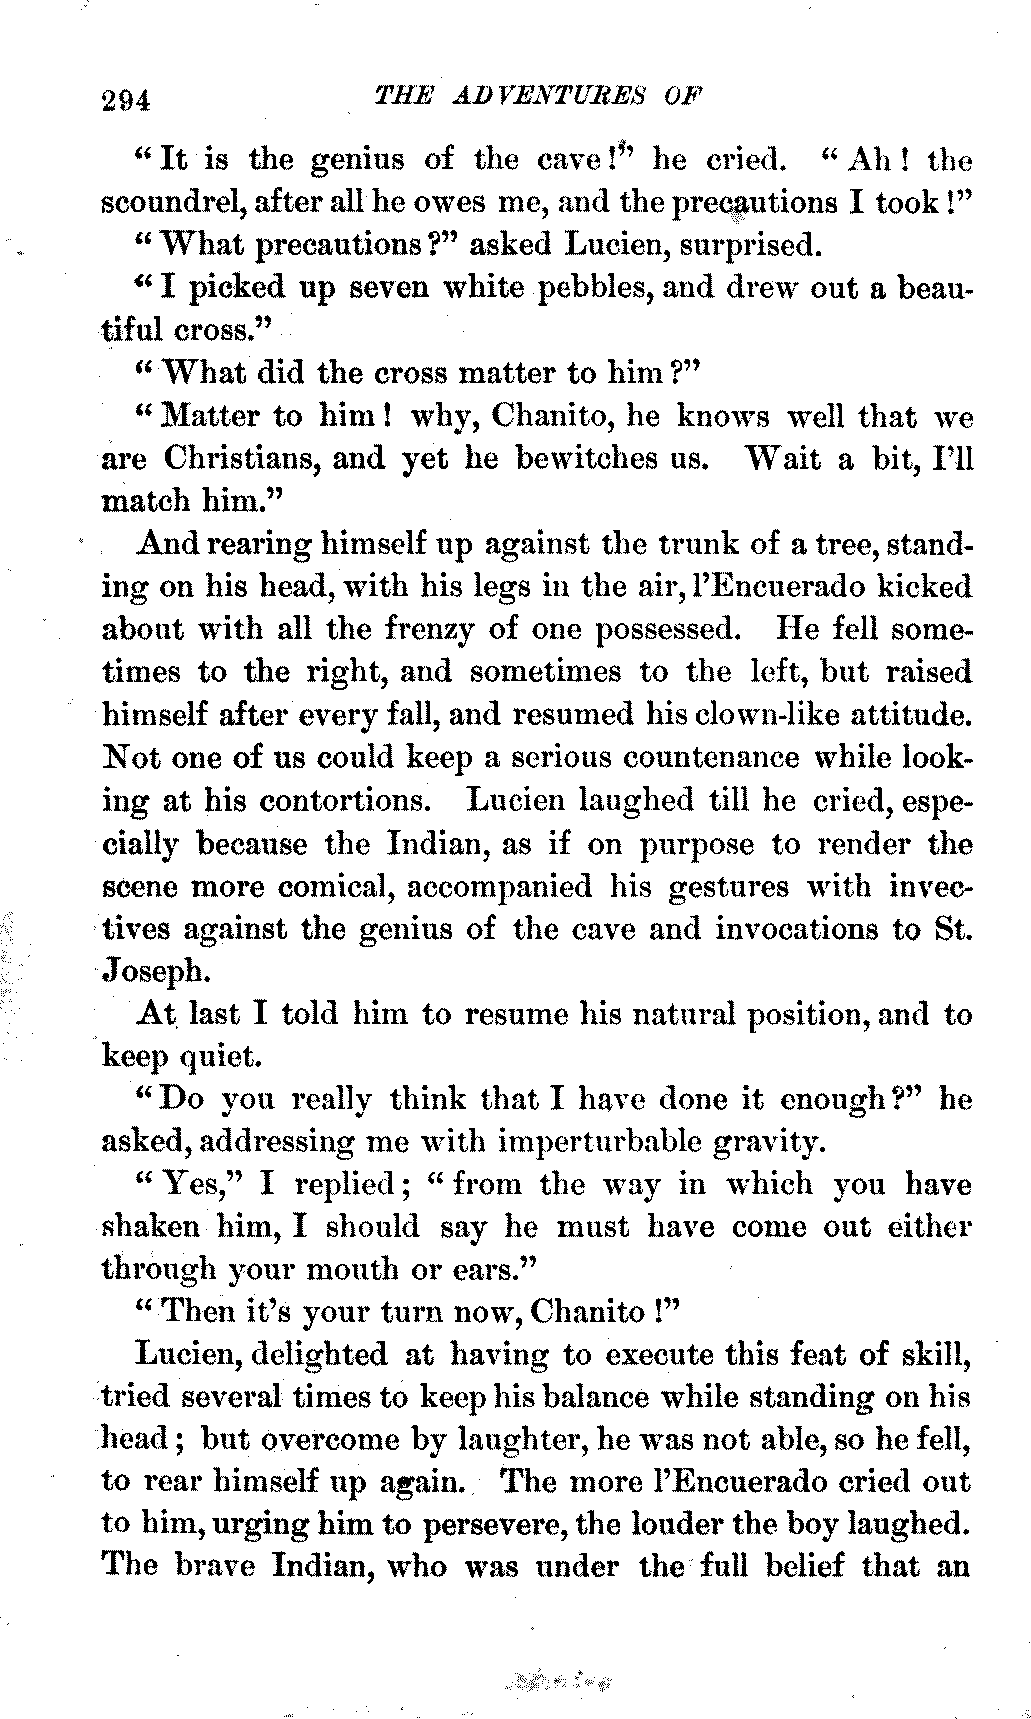 294 THE ADVENTURES OF
"It is the genius of the cave!" he cried. "Ah! the
scoundrel, after all he owes me, and the precautions I took!"
"What precautions?" asked Lucien, surprised.
"I picked up seven white pebbles, and drew out a beau-
tiful cross."
"What did the cross matter to him?"
"Matter to him! why, Chanito, he knows well that we
are Christians, and yet he bewitches us. Wait a bit, I'll
match him."
And rearing himself up against the trunk of a tree, stand-
ing on his head, with his legs in the air, l'Encuerado kicked
about with all the frenzy of one possessed. He fell some-
times to the right, and sometimes to the left, but raised
himself after every fall, and resumed his clown-like attitude.
Not one of us could keep a serious countenance while look-
ing at his contortions. Lucien laughed till he cried, espe-
cially because the Indian, as if on purpose to render the
scene more comical, accompanied his gestures with invec-
tives against the genius of the cave and invocations to St.
Joseph.
At last I told him to resume his natural position, and to
keep quiet.
"Do you really think that I have done it enough?" he
asked, addressing me with imperturbable gravity.
"Yes," I replied; "from the way in which you have
shaken him, I should say he must have come out either
through your mouth or ears."
"Then it's your turn now, Chanito!"
Lucien, delighted at having to execute this feat of skill,
tried several times to keep his balance while standing on his
head; but overcome by laughter, he was not able, so he fell,
to rear himself up again. The more l'Encuerado cried out
to him, urging him to persevere, the louder the boy laughed.
The brave Indian, who was under the full belief that an